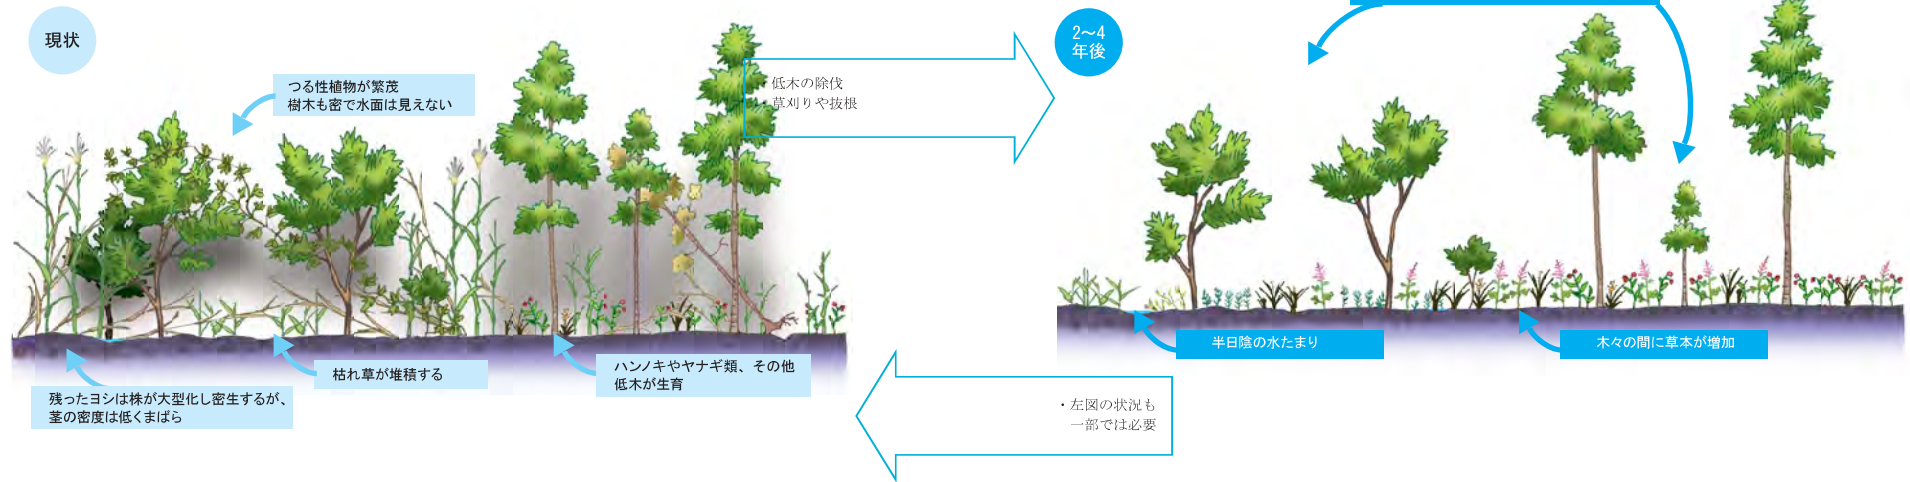 現状
つる性植物が繁茂
樹木も密で水面は見えない
・低木の除伐
・草刈りや抜根
2〜4
年後
残ったヨシは株が大型化し密生するが、
茎の密度は低くまばら
枯れ草が堆積する
ハンノキやヤナギ類、その他
低木が生育
・左図の状況も
一部では必要
半日陰の水たまり
木々の間に草本が増加